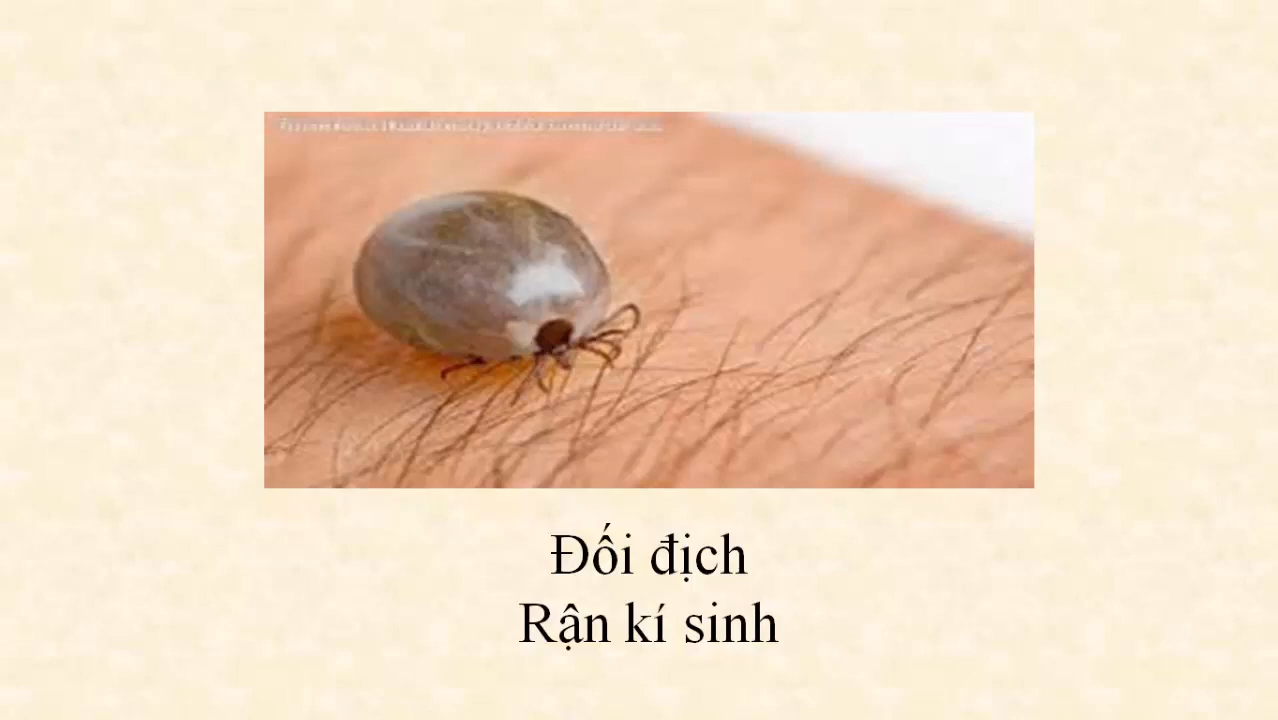 Đối địch
Rận kí sinh